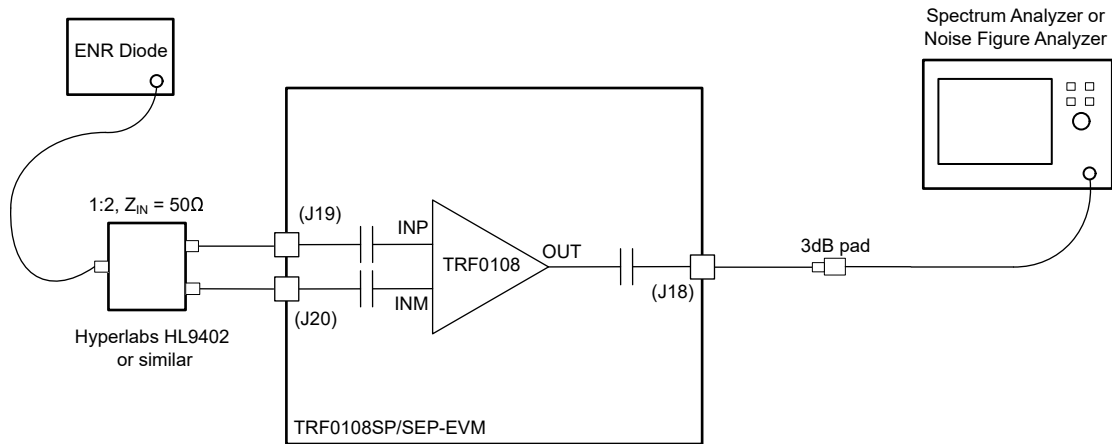 Spectrum Analyzer or
Noise Figure Analyzer
ENR Diode
1:2, Z_IN = 50Ω
(J19)
INP
OUT
3dB pad
TRF0108
INM
(J18)
(J20)
Hyperlabs HL9402
or similar
TRF0108SP/SEP-EVM